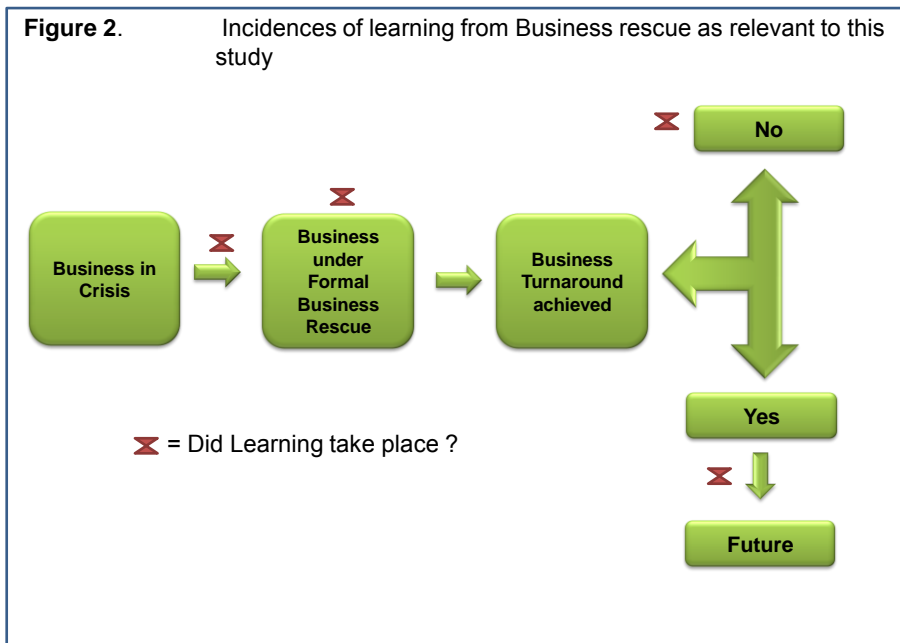 Figure 2. Incidences of learning from Business rescue as relevant to this
study
No
Business in
Crisis
Business
under
Formal
Business
Rescue
Business
Turnaround
achieved
Yes
= Did Learning take place ?
Future